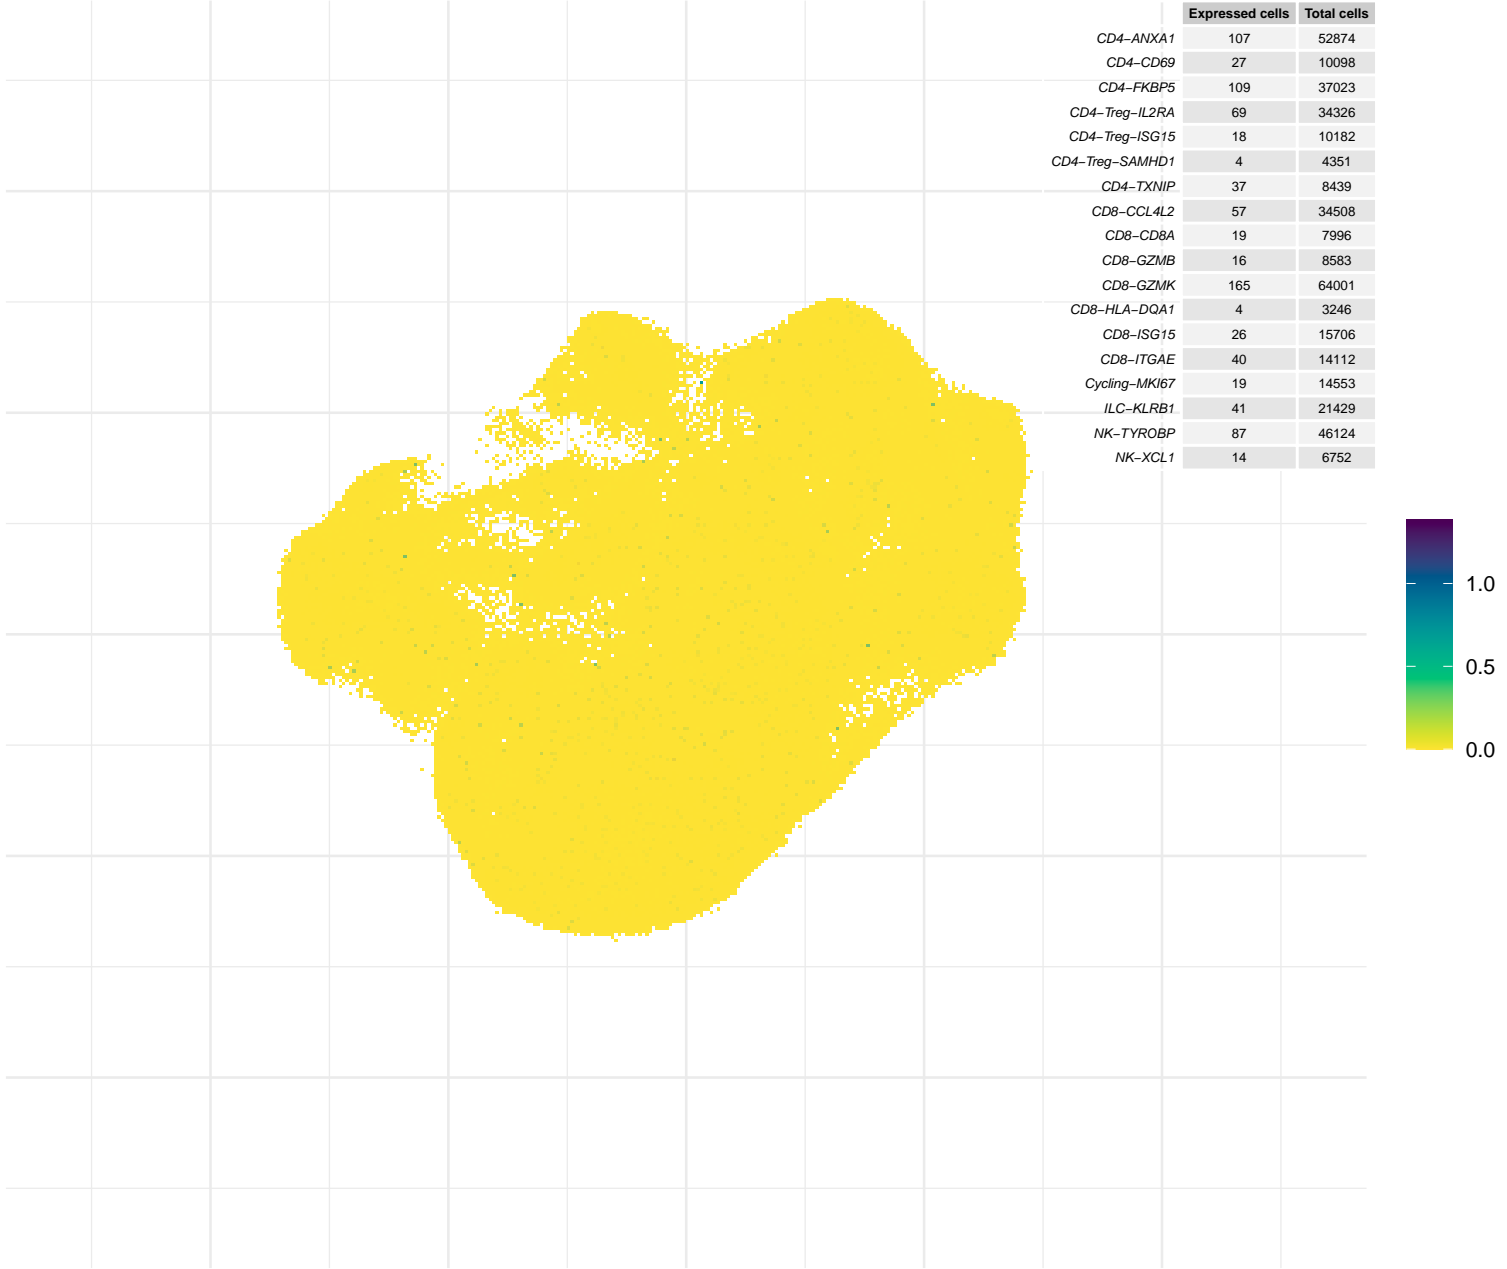 Expressed cells Total cells
CD4−ANXA1 107 52874
CD4−CD69 27 10098
CD4−FKBP5 109 37023
CD4−Treg−IL2RA 69 34326
CD4−Treg−ISG15 18 10182
CD4−Treg−SAMHD1 4 4351
CD4−TXNIP 37 8439
CD8−CCL4L2 57 34508
CD8−CD8A 19 7996
CD8−GZMB 16 8583
CD8−GZMK 165 64001
CD8−HLA−DQA1 4 3246
CD8−ISG15 26 15706
CD8−ITGAE 40 14112
Cycling−MKI67 19 14553
ILC−KLRB1 41 21429
NK−TYROBP 87 46124
NK−XCL1 14 6752
1.0
0.5
0.0